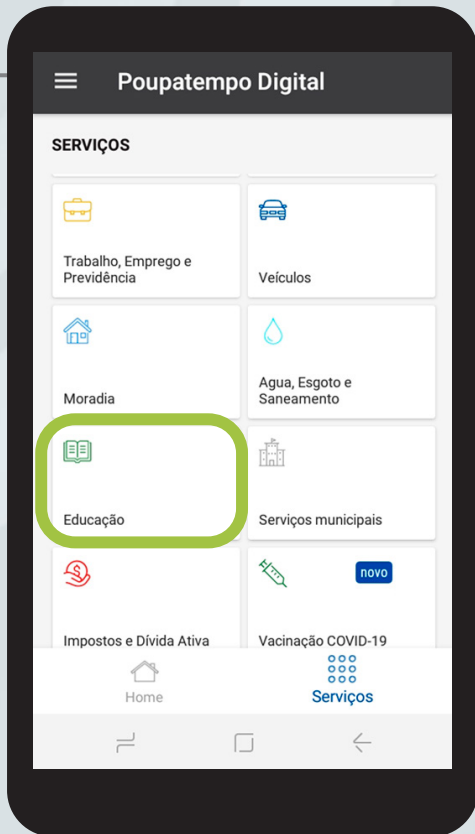 Poupatempo Digital
SERVIÇOS
Trabalho, Emprego e
Previdência
Veículos
Moradia
Agua, Esgoto e
Saneamento
Educação
Serviços municipais
novo
Impostos e Dívida Ativa
Vacinação COVID-19
Home
Serviços